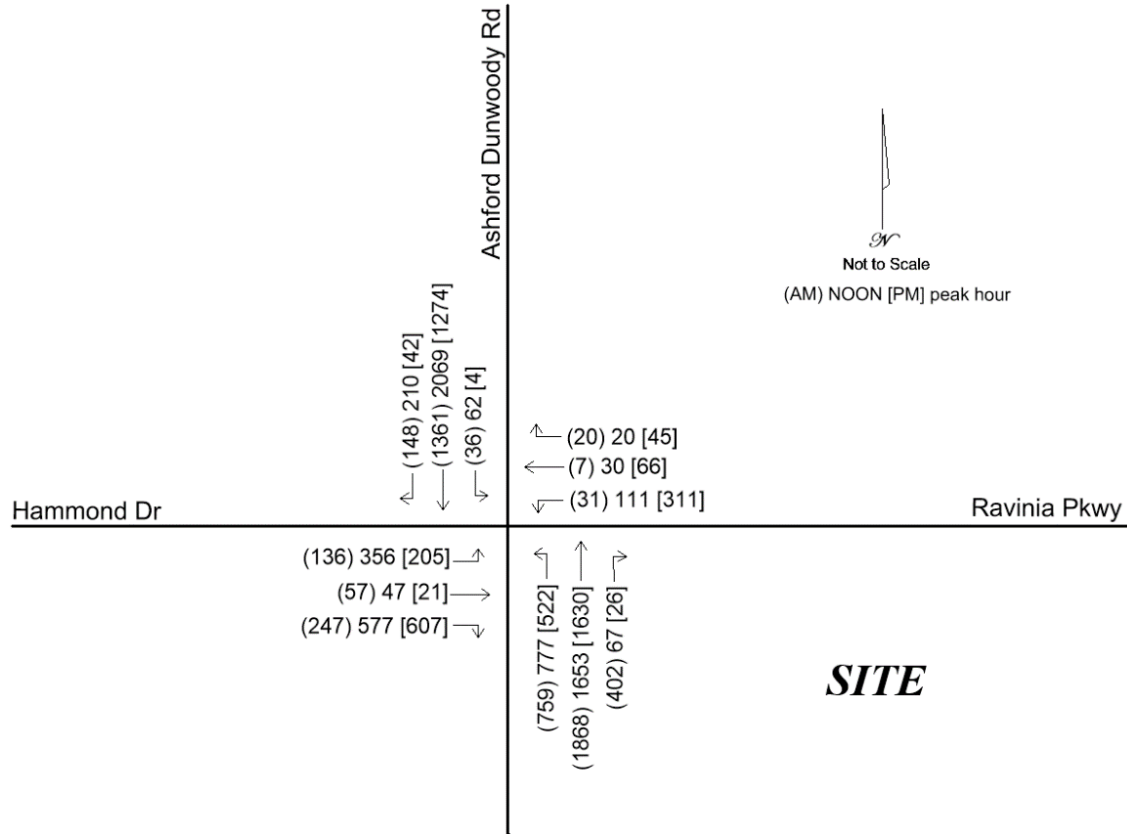 Ashford Dunwoody Rd
N
Not to Scale
(AM) NOON [PM] peak hour
(148) 210 [42]
(1361) 2069 [1274]
(36) 62 [4]
(20) 20 [45]
(7) 30 [66]
(31) 111 [311]
Hammond Dr
Ravinia Pkwy
(136) 356 [205]
(57) 47 [21]
(247) 577 [607]
(759) 777 [522]
(1868) 1653 [1630]
(402) 67 [26]
SITE